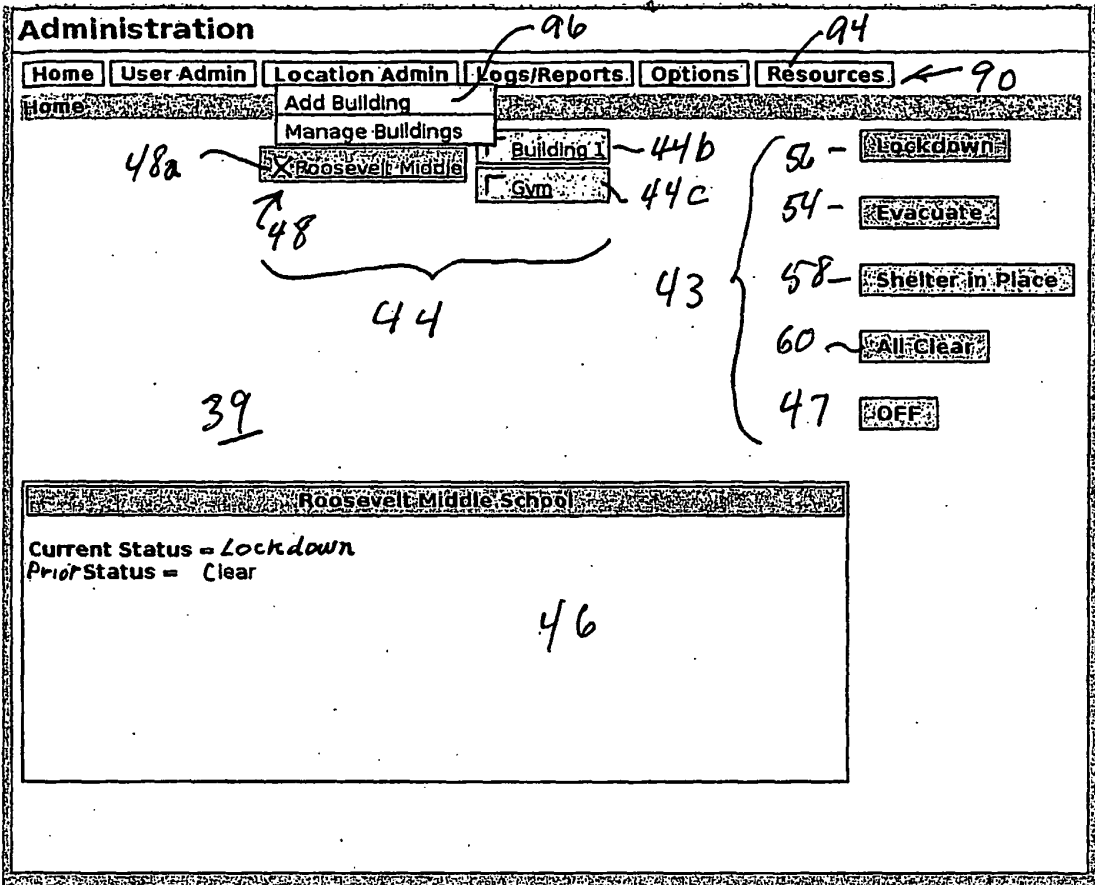 Administration
96
94
Home User Admin Location Admin Logs/Reports Options Resources
90
Home
Add Building
Manage Buildings
48a
X Roosevelt Middle
48
Building 1
44b
Gym
44c
44
43
56 Lockdown
54 Evacuate
58 Shelter in Place
60 All Clear
47 OFF
39
Roosevelt Middle School
Current Status = Lockdown
Prior Status = Clear
46